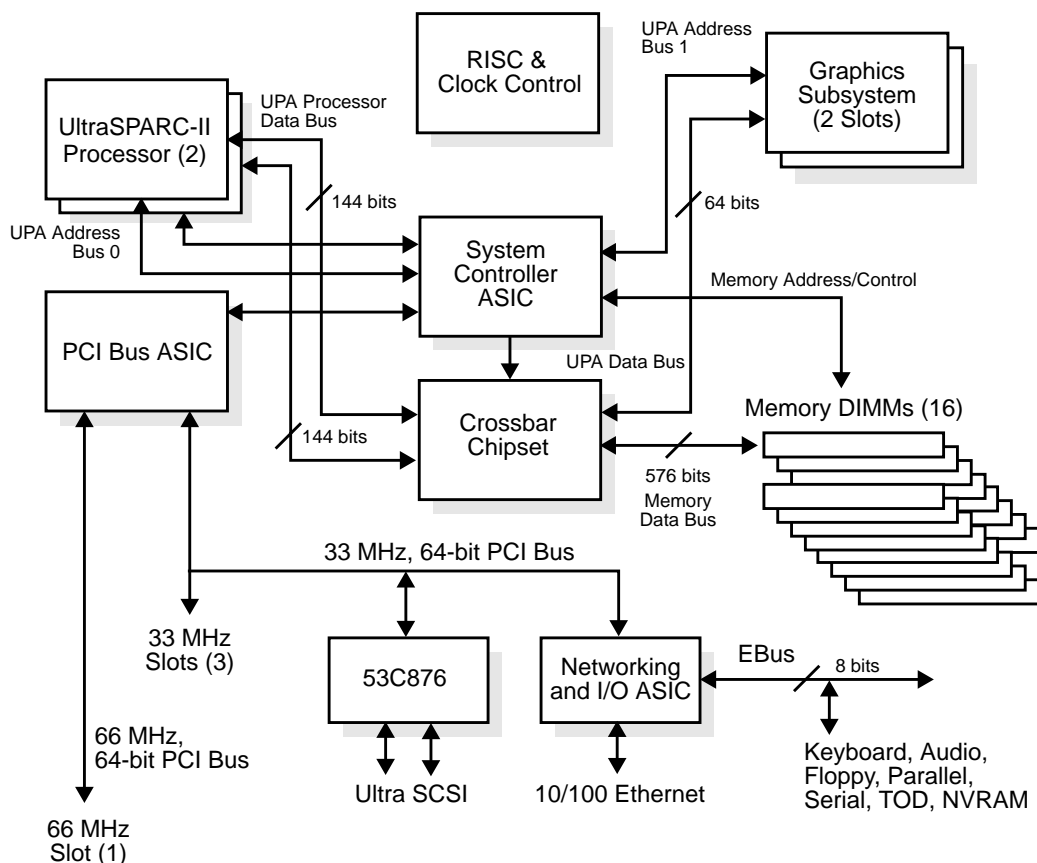 UPA Address
Bus 1
RISC &
Clock Control
Graphics
Subsystem
(2 Slots)
UPA Processor
Data Bus
UltraSPARC-II
Processor (2)
144 bits
64 bits
UPA Address
Bus 0
System
Controller
ASIC
Memory Address/Control
PCI Bus ASIC
UPA Data Bus
Crossbar
Chipset
Memory DIMMs (16)
144 bits
576 bits
Memory
Data Bus
33 MHz, 64-bit PCI Bus
33 MHz
Slots (3)
53C876
Networking
and I/O ASIC
EBus
8 bits
66 MHz,
64-bit PCI Bus
Keyboard, Audio,
Floppy, Parallel,
Serial, TOD, NVRAM
Ultra SCSI
10/100 Ethernet
66 MHz
Slot (1)